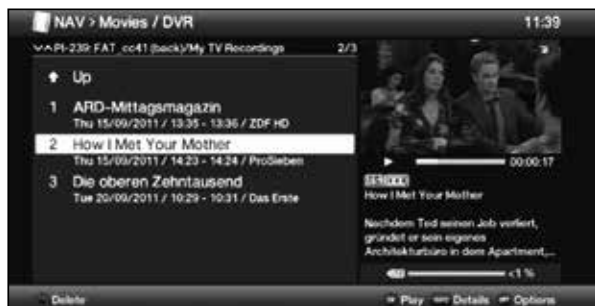 NAV > Movies / DVR
11:39
PI-239: FAT_cc41 (back)/My TV Recordings
2/3
Up
1 ARD-Mittagsmagazin
Thu 15/09/2011 / 13:35 - 13:36 / ZDF HD
2 How I Met Your Mother
Thu 15/09/2011 / 14:23 - 14:24 / ProSieben
3 Die oberen Zehntausend
Tue 20/09/2011 / 10:29 - 10:31 / Das Erste
00:00:17
How I Met Your Mother
Nachdem Ted seinen Job verliert,
gründet er sein eigenes
Architekturbüro in dem Apartment,...
<1 %
Delete
Play
Details
Options